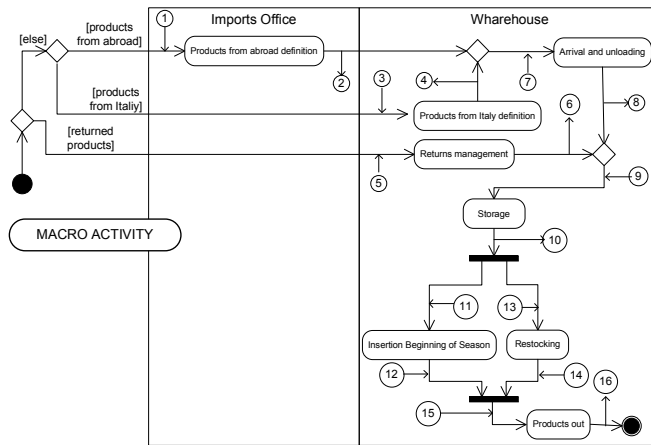 Imports Office
Wharehouse
[else]
[products
from abroad]
1
Products from abroad definition
2
3
4
7
Arrival and unloading
[products
from Italy]
Products from Italy definition
6
8
[returned
products]
5
Returns management
9
Storage
MACRO ACTIVITY
10
11
13
Insertion Beginning of Season
Restocking
12
14
15
16
Products out